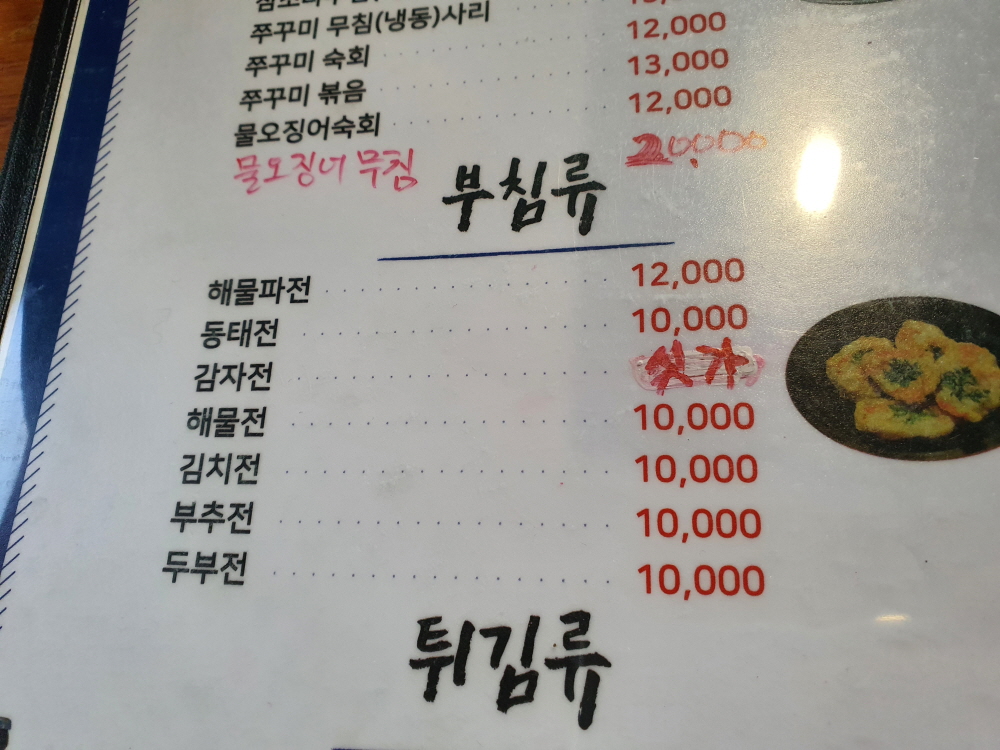 쭈꾸미 무침(냉동)사리
쭈꾸미 숙회 12,000
쭈꾸미 볶음 13,000
물오징어숙회 12,000
물오징어 무침 20,000
부침류
해물파전 12,000
동태전 10,000
감자전 싯가
해물전 10,000
김치전 10,000
부추전 10,000
두부전 10,000
튀김류